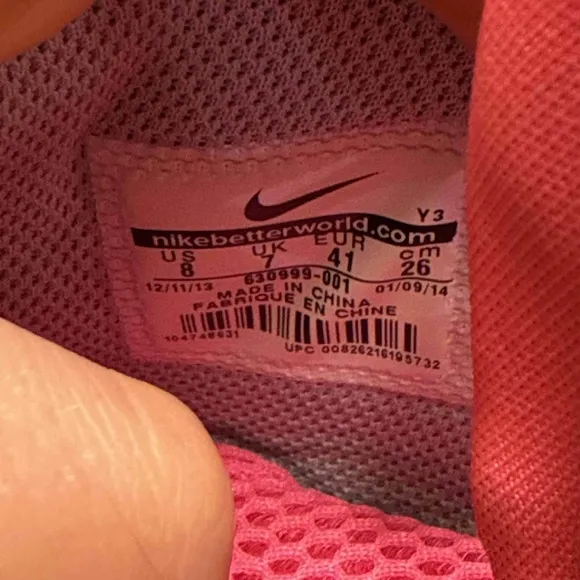 Y3
nikebetterworld.com
US UK EUR cm
8 7 41 26
630999-001
12/11/13 01/09/14
MADE IN CHINA
FABRIQUE EN CHINE
104748631
UPC 00826216195732